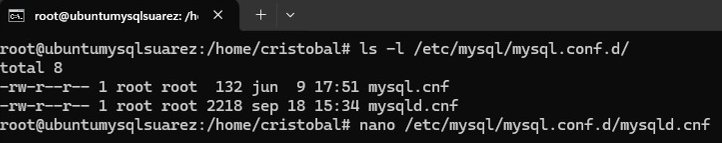 root@ubuntumysqlsuarez: /h
root@ubuntumysqlsuarez:/home/cristobal# ls -l /etc/mysql/mysql.conf.d/
total 8
-rw-r--r-- 1 root root  132 jun  9 17:51 mysql.cnf
-rw-r--r-- 1 root root 2218 sep 18 15:34 mysqld.cnf
root@ubuntumysqlsuarez:/home/cristobal# nano /etc/mysql/mysql.conf.d/mysqld.cnf